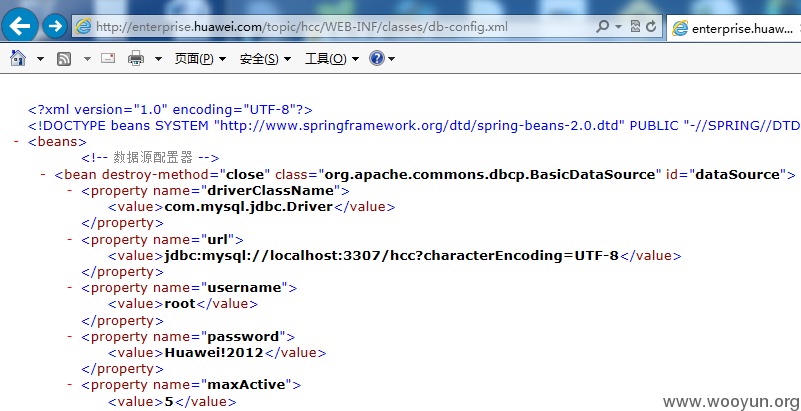 http://enterprise.huawei.com/topic/hcc/WEB-INF/classes/db-config.xml
enterprise.huaw...
页面(P) 安全(S) 工具(O)
<?xml version="1.0" encoding="UTF-8"?>
<!DOCTYPE beans SYSTEM "http://www.springframework.org/dtd/spring-beans-2.0.dtd" PUBLIC "-//SPRING//DTD
- <beans>
<!-- 数据源配置器 -->
- <bean destroy-method="close" class="org.apache.commons.dbcp.BasicDataSource" id="dataSource">
- <property name="driverClassName">
<value>com.mysql.jdbc.Driver</value>
</property>
- <property name="url">
<value>jdbc:mysql://localhost:3307/hcc?characterEncoding=UTF-8</value>
</property>
- <property name="username">
<value>root</value>
</property>
- <property name="password">
<value>Huawei!2012</value>
</property>
- <property name="maxActive">
<value>5</value>
www.wooyun.org